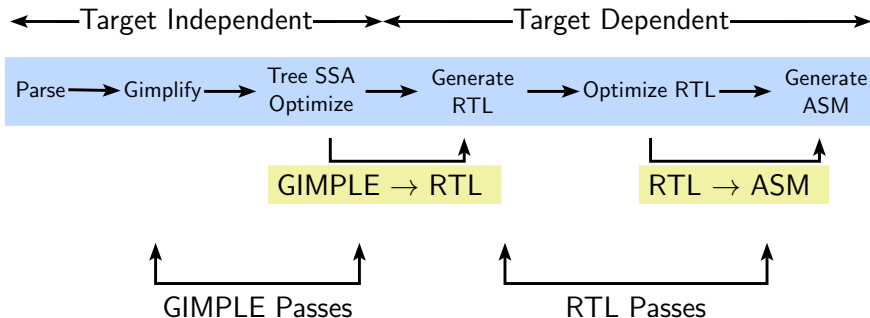 Target Independent Target Dependent
Parse Gimplify Tree SSA Optimize Generate RTL Optimize RTL Generate ASM
GIMPLE → RTL RTL → ASM
GIMPLE Passes RTL Passes